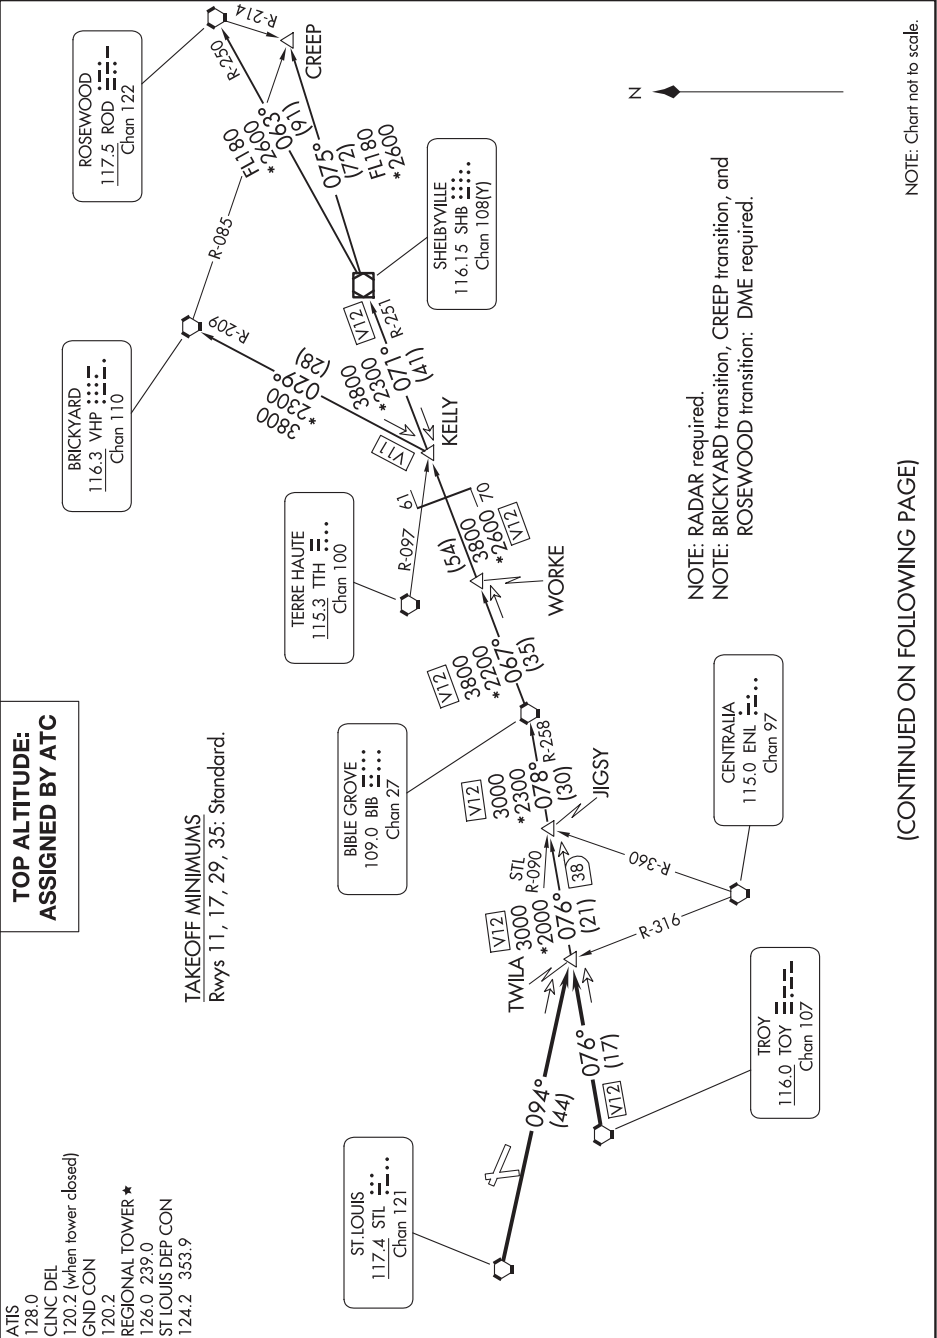 ATIS
128.0
CLNC DEL
120.2 (when tower closed)
GND CON
120.2
REGIONAL TOWER ★
126.0 239.0
ST LOUIS DEP CON
124.2 353.9
TOP ALTITUDE:
ASSIGNED BY ATC
TAKEOFF MINIMUMS
Rwys 11, 17, 29, 35: Standard.
ST.LOUIS
117.4 STL
Chan 121
094°
(44)
TROY
116.0 TOY
Chan 107
V12
076°
(17)
TWILA
V12
3000
*2000
076°
(21)
STL
R-090
38
R-316
R-360
CENTRALIA
115.0 ENL
Chan 97
JIGSY
V12
3000
*2300
078°
(30)
R-258
BIBLE GROVE
109.0 BIB
Chan 27
V12
3800
*2200
067°
(35)
WORKE
(54)
3800
*2600
V12
61
70
TERRE HAUTE
115.3 TTH
Chan 100
R-097
KELLY
V11
3800
*2300
029°
(28)
R-209
BRICKYARD
116.3 VHP
Chan 110
R-085
V12
3800
*2300
071°
(41)
R-251
SHELBYVILLE
116.15 SHB
Chan 108(Y)
FL180
*2600
063°
(91)
R-250
075°
(72)
FL180
*2600
ROSEWOOD
117.5 ROD
Chan 122
R-214
CREEP
N
NOTE: RADAR required.
NOTE: BRICKYARD transition, CREEP transition, and
ROSEWOOD transition: DME required.
NOTE: Chart not to scale.
(CONTINUED ON FOLLOWING PAGE)